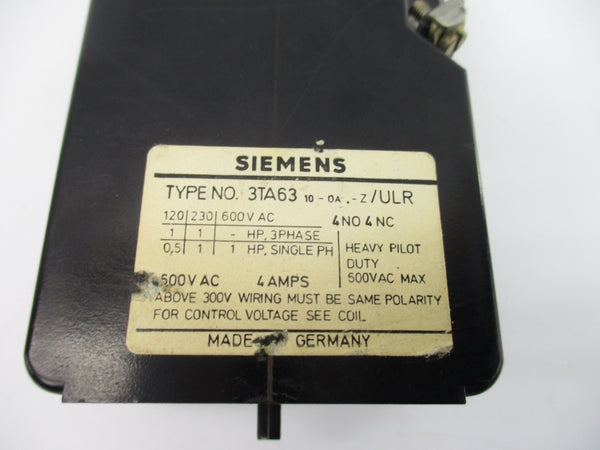 SIEMENS
TYPE NO. 3TA63 10-0A.-Z/ULR
120 230 600V AC 4NO 4NC
1 1 - HP, 3PHASE
0,5 1 1 HP, SINGLE PH HEAVY PILOT
DUTY
600V AC 4 AMPS 600VAC MAX
ABOVE 300V WIRING MUST BE SAME POLARITY
FOR CONTROL VOLTAGE SEE COIL
MADE GERMANY